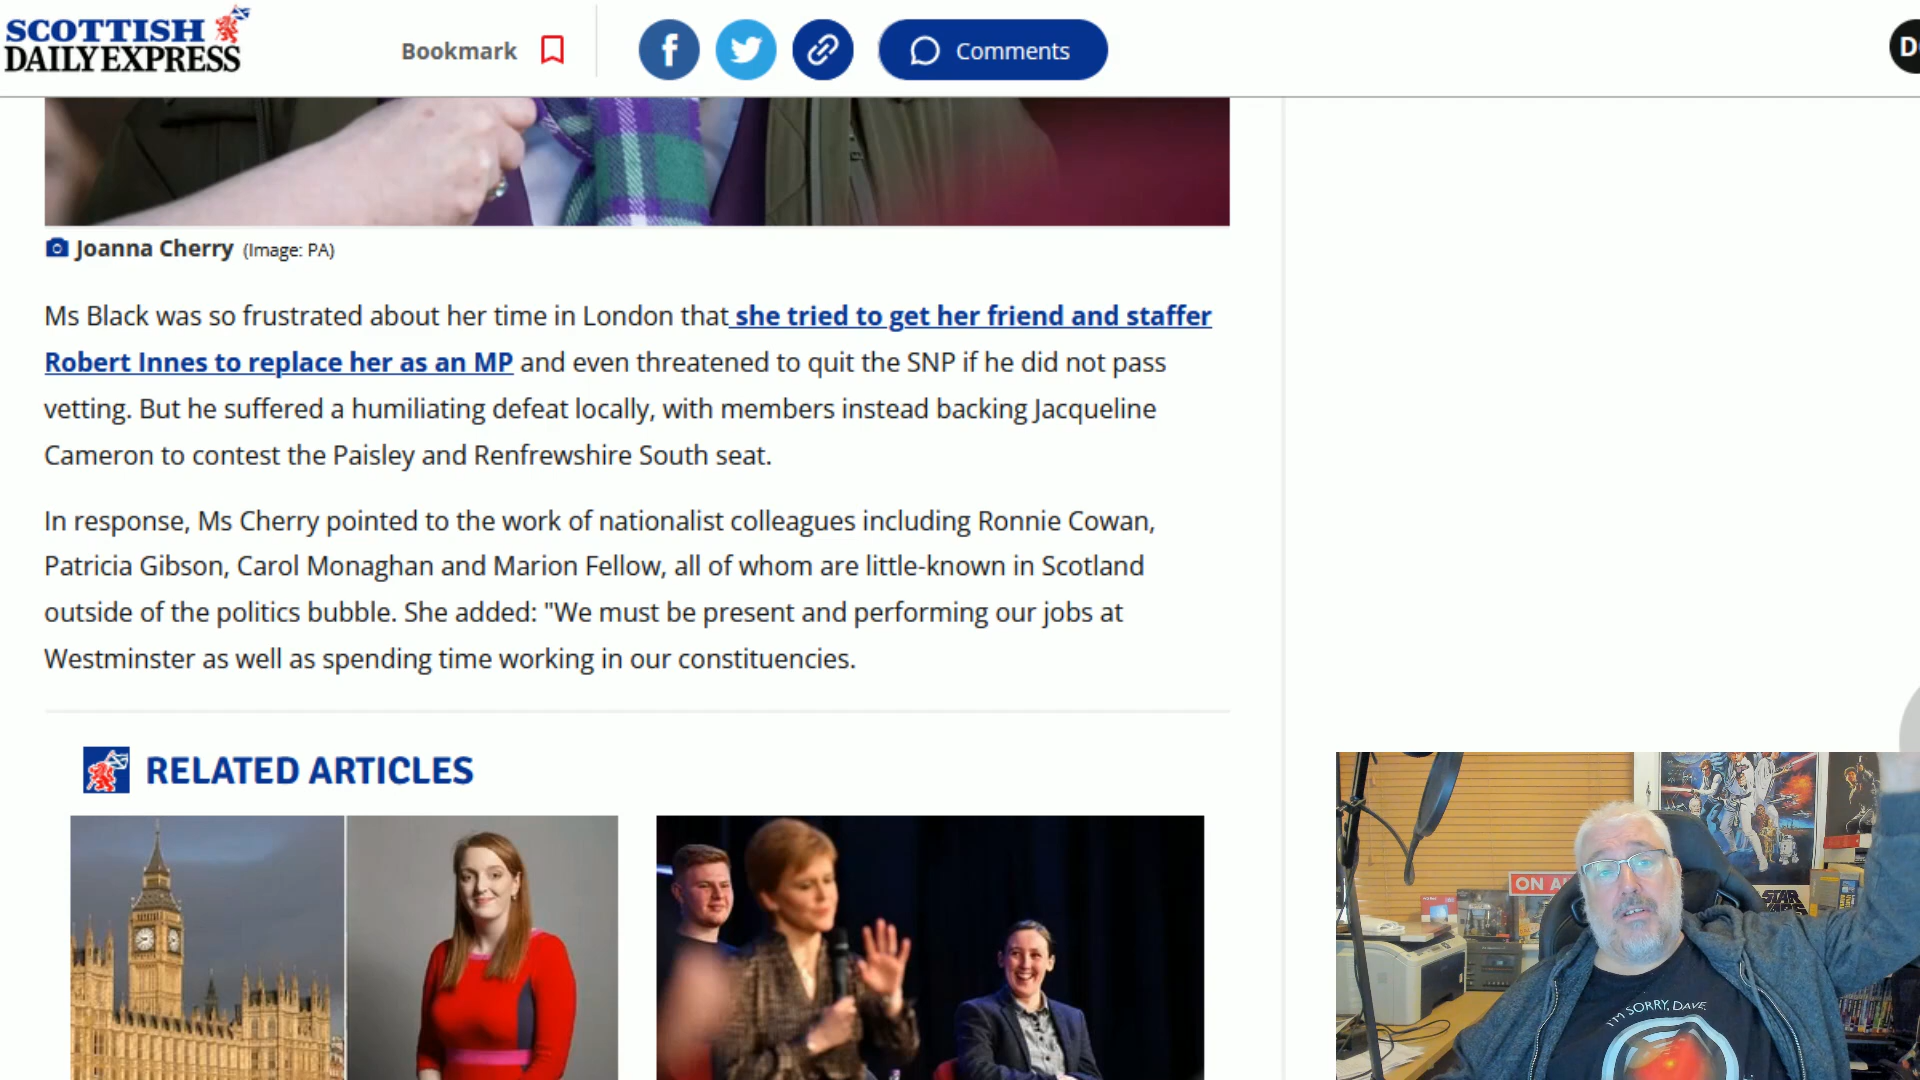 SCOTTISH
DAILY EXPRESS
Bookmark
Comments
D
Joanna Cherry (Image: PA)
Ms Black was so frustrated about her time in London that she tried to get her friend and staffer
Robert Innes to replace her as an MP and even threatened to quit the SNP if he did not pass
vetting. But he suffered a humiliating defeat locally, with members instead backing Jacqueline
Cameron to contest the Paisley and Renfrewshire South seat.
In response, Ms Cherry pointed to the work of nationalist colleagues including Ronnie Cowan,
Patricia Gibson, Carol Monaghan and Marion Fellow, all of whom are little-known in Scotland
outside of the politics bubble. She added: "We must be present and performing our jobs at
Westminster as well as spending time working in our constituencies.
RELATED ARTICLES
ON A
STAR
WARS
I'M SORRY, DAVE